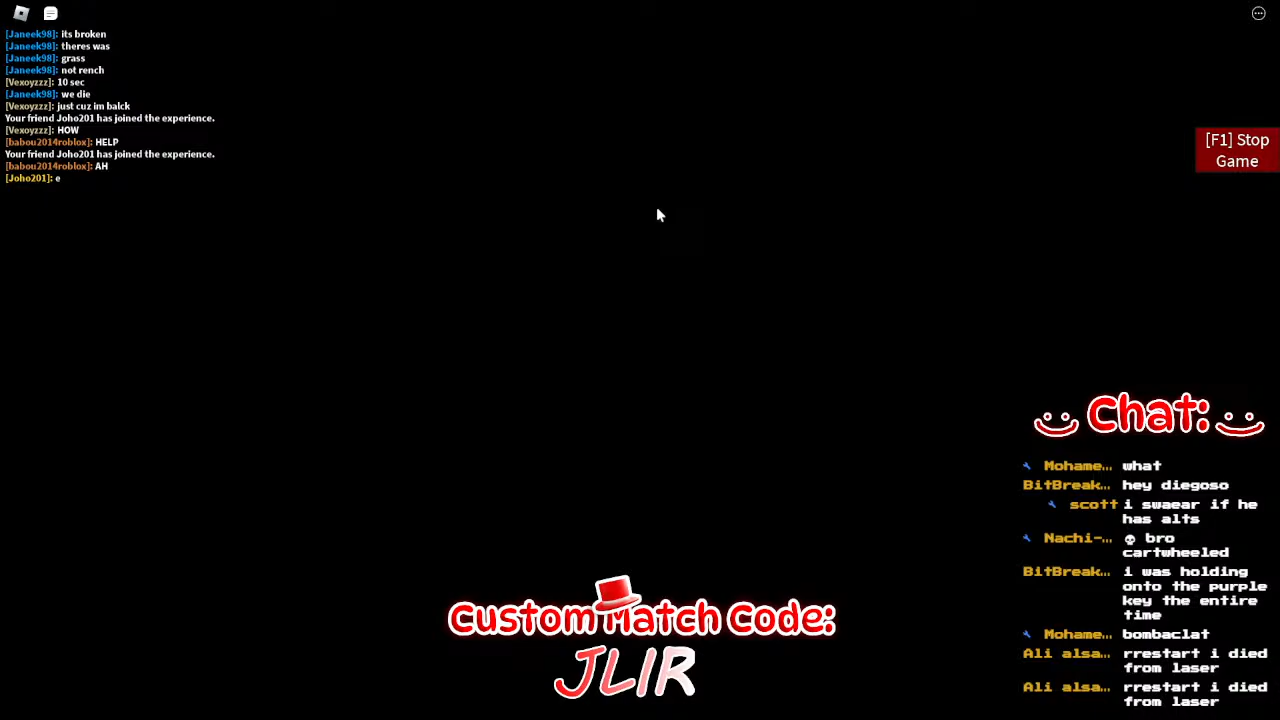 [Janeek98]: its broken
[Janeek98]: theres was
[Janeek98]: grass
[Janeek98]: not rench
[Vexoyzzz]: 10 sec
[Janeek98]: we die
[Vexoyzzz]: just cuz im balck
Your friend Joho201 has joined the experience.
[Vexoyzzz]: HOW
[babou2014roblox]: HELP
Your friend Joho201 has joined the experience.
[babou2014roblox]: AH
[Joho201]: e
[F1] Stop
Game
Chat:
Mohame... what
BitBreak... hey diegoso
scott i swaear if he
has alts
Nachi-... 💀 bro
cartwheeled
BitBreak... i was holding
onto the purple
key the entire
time
Mohame... bombaclat
Ali alsa... rrestart i died
from laser
Ali alsa... rrestart i died
from laser
Custom Match Code:
JLIR